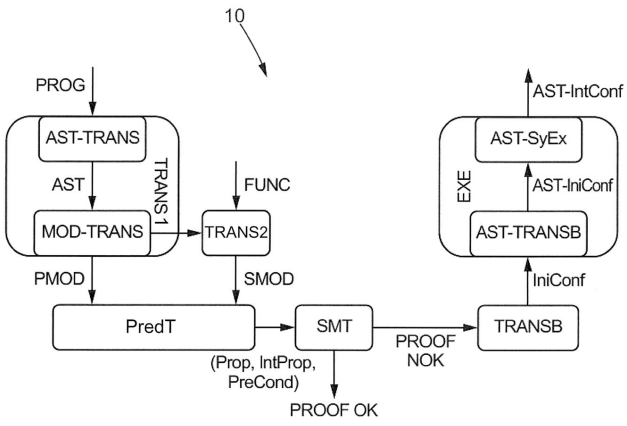 10
PROG
AST-TRANS
AST
TRANS 1
MOD-TRANS
FUNC
TRANS2
PMOD
SMOD
PredT
(Prop, IntProp,
PreCond)
SMT
PROOF OK
PROOF
NOK
TRANSB
IniConf
AST-TRANSB
AST-IniConf
EXE
AST-SyEx
AST-IntConf